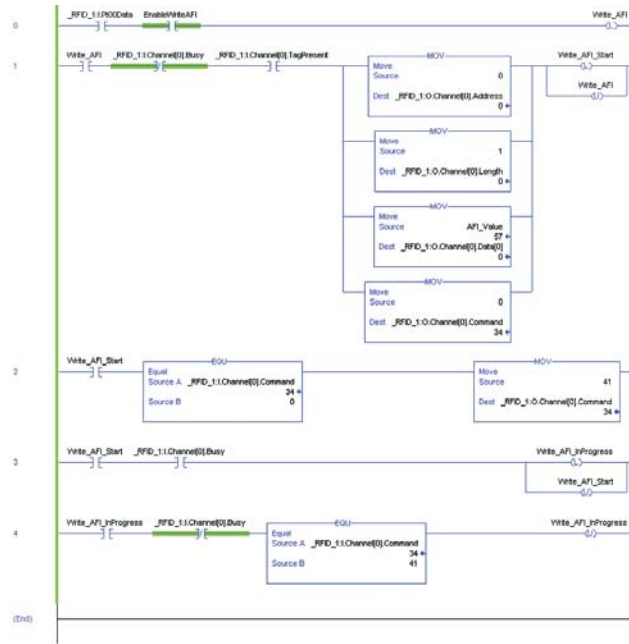 _RFID_1:I.Pt00Data EnableWriteAFI Write_AFI
0 L
Write_AFI _RFID_1:I.Channel[0].Busy _RFID_1:I.Channel[0].TagPresent Write_AFI_Start
1 L
MOV
Move
Source 0
Dest _RFID_1:O.Channel[0].Address
0
Write_AFI
U
MOV
Move
Source 1
Dest _RFID_1:O.Channel[0].Length
0
MOV
Move
Source AFI_Value
57
Dest _RFID_1:O.Channel[0].Data[0]
0
MOV
Move
Source 0
Dest _RFID_1:O.Channel[0].Command
34
Write_AFI_Start
2
EQU
Equal
Source A _RFID_1:I.Channel[0].Command
34
Source B 0
MOV
Move
Source 41
Dest _RFID_1:O.Channel[0].Command
34
Write_AFI_Start _RFID_1:I.Channel[0].Busy Write_AFI_InProgress
3 L
Write_AFI_Start
U
Write_AFI_InProgress _RFID_1:I.Channel[0].Busy Write_AFI_InProgress
4 U
EQU
Equal
Source A _RFID_1:I.Channel[0].Command
34
Source B 41
(End)